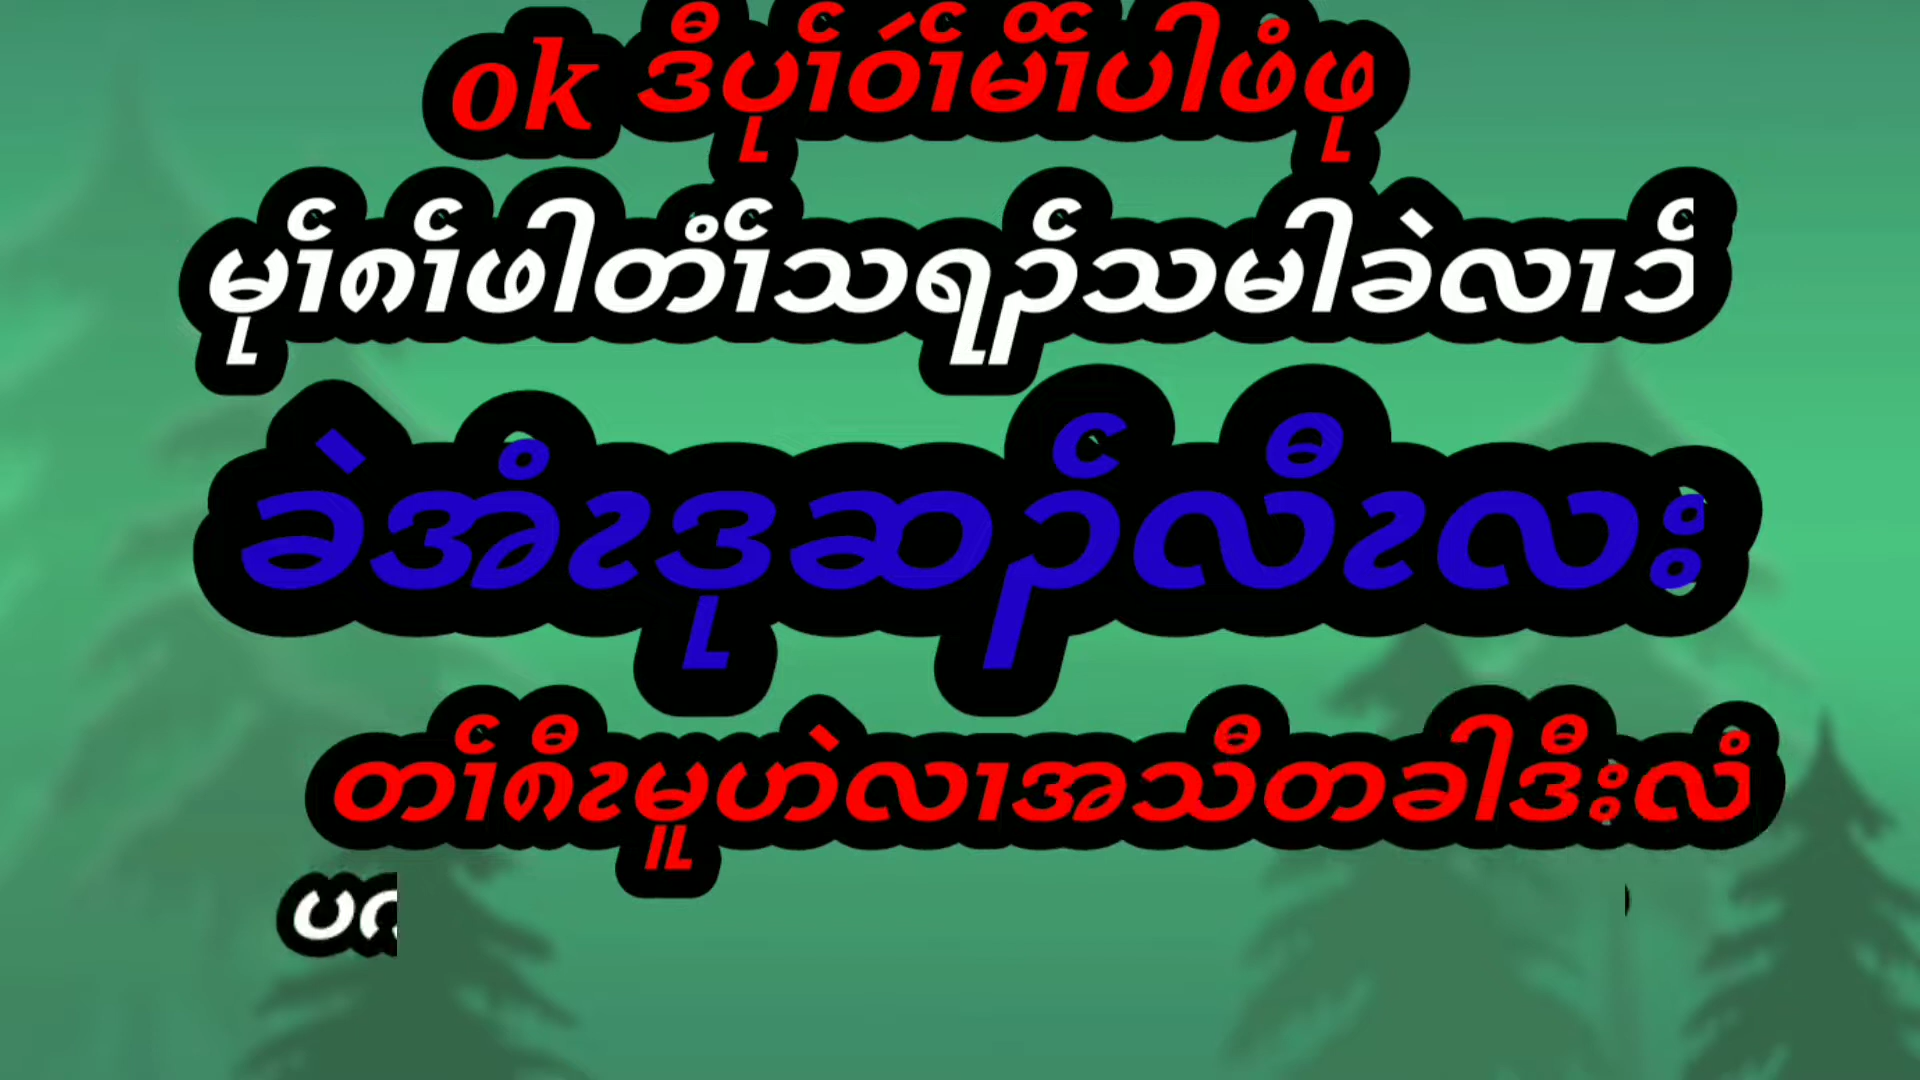 ok ဒီပုၢ်ဝ်ၢ်မိၢ်ပါဖံဖု
မုၢ်ဂၢ်ဖါတံၢ်သရၣ်သမါခဲလၢာ်
ခဲအံၤဒုဆၣ်လီၤလး
တၢ်ဂီၤမူဟဲလၢအသီတခါဒီးလံ